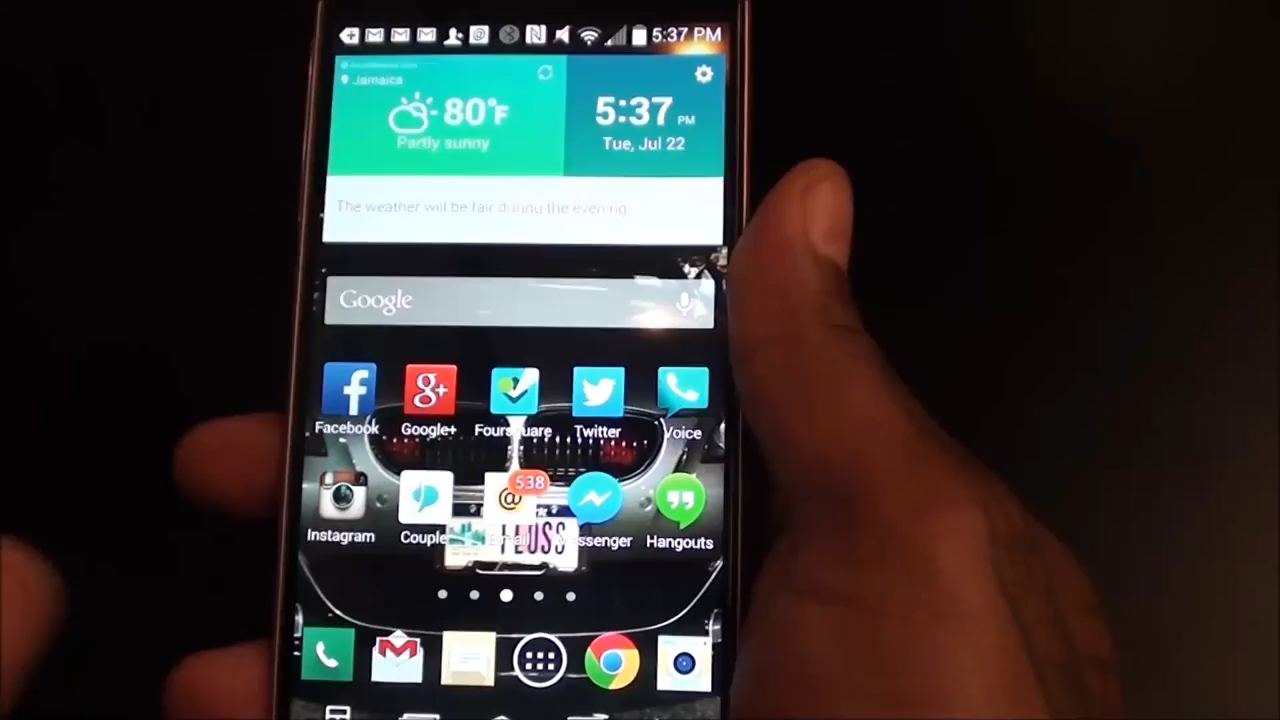 5:37 PM
Jamaica
80°F
Partly sunny
5:37 PM
Tue, Jul 22
The weather will be fair during the evening
Google
Facebook Google+ Foursquare Twitter Voice
538
Instagram Couple Email Messenger Hangouts
FLUSS